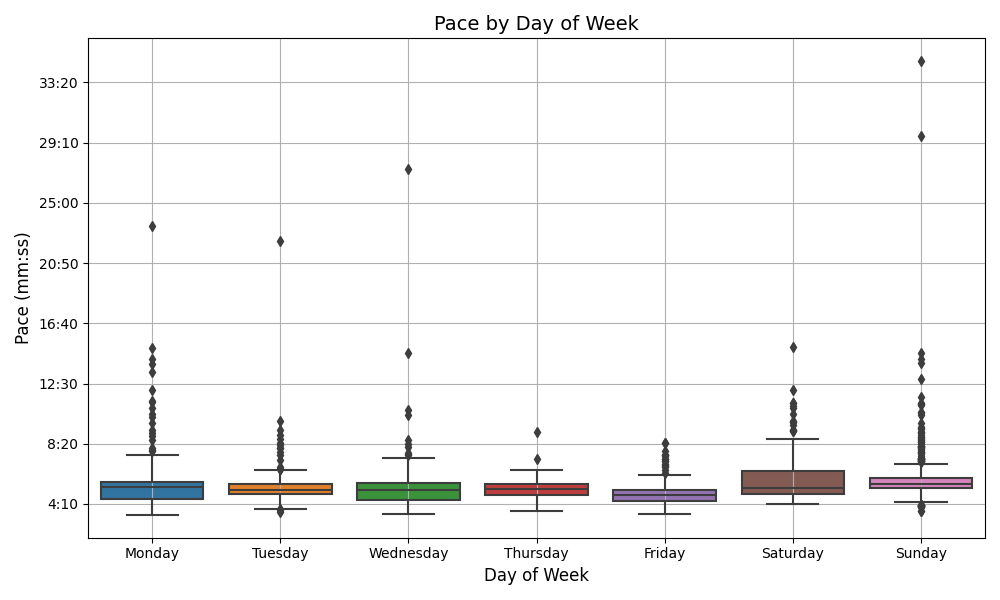 Pace by Day of Week
Pace (mm:ss)
33:20
29:10
25:00
20:50
16:40
12:30
8:20
4:10
Monday
Tuesday
Wednesday
Thursday
Friday
Saturday
Sunday
Day of Week